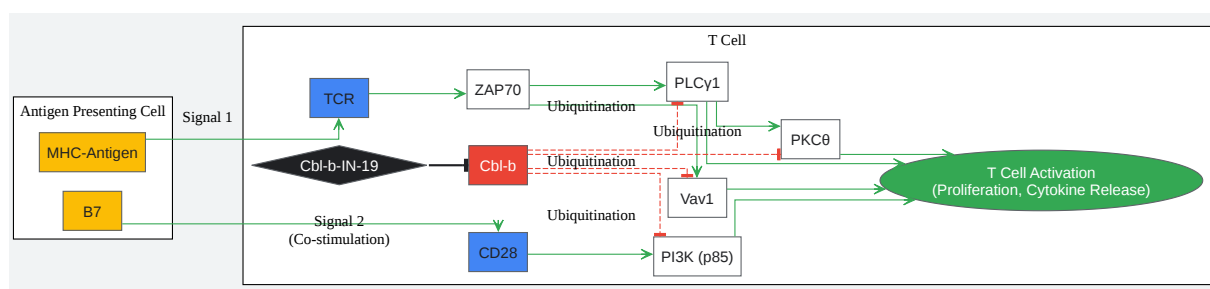 T Cell
Antigen Presenting Cell
MHC-Antigen
B7
Signal 1
Signal 2
(Co-stimulation)
TCR
Cbl-b-IN-19
ZAP70
Cbl-b
CD28
Ubiquitination
Ubiquitination
Ubiquitination
Ubiquitination
PLCγ1
PKCθ
Vav1
PI3K (p85)
T Cell Activation
(Proliferation, Cytokine Release)